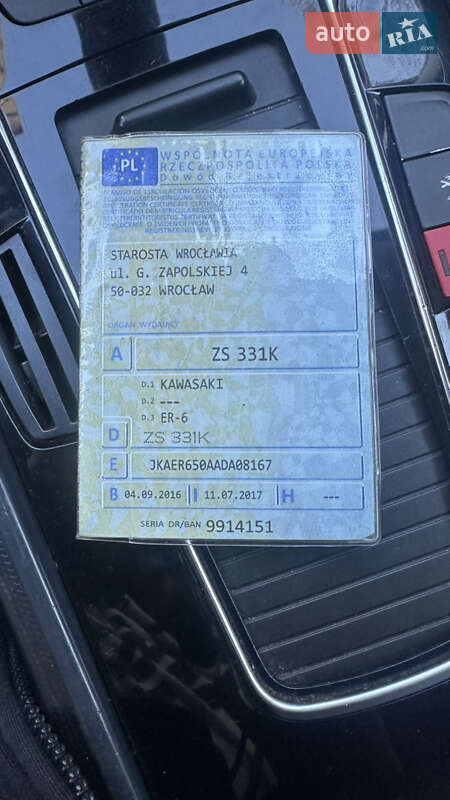 auto RIA
.com
PL
WSPÓLNOTA EUROPEJSKA
RZECZPOSPOLITA POLSKA
Dowód Rejestracyjny
STAROSTA WROCŁAWIA
ul. G. ZAPOLSKIEJ 4
50-032 WROCŁAW
ORGAN WYDAJĄCY
A ZS 331K
D.1 KAWASAKI
D.2 ---
D.3 ER-6
D ZS 331K
E JKAER650AADA08167
B 04.09.2016 I 11.07.2017 H ---
SERIA DR/BAN 9914151